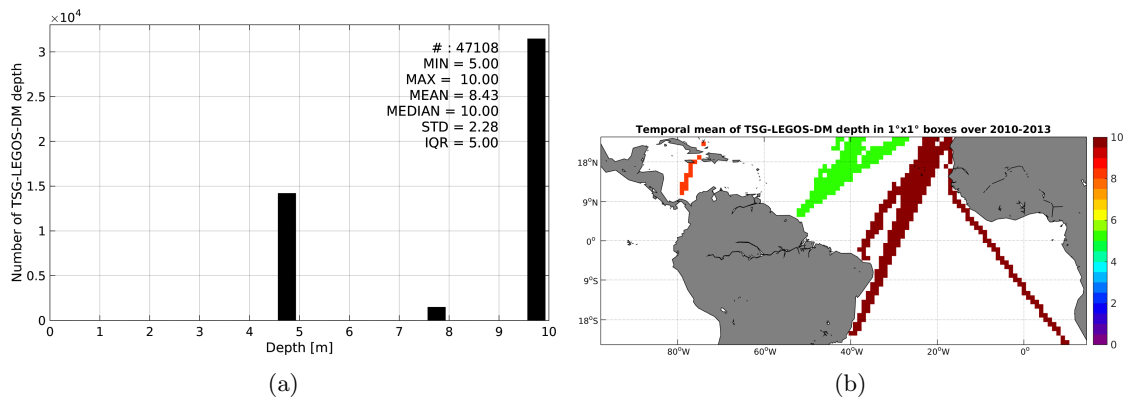 ×10⁴
3
2.5
2
1.5
1
0.5
0
Number of TSG-LEGOS-DM depth
# : 47108
MIN = 5.00
MAX = 10.00
MEAN = 8.43
MEDIAN = 10.00
STD = 2.28
IQR = 5.00
0 1 2 3 4 5 6 7 8 9 10
Depth [m]
(a)
Temporal mean of TSG-LEGOS-DM depth in 1°x1° boxes over 2010-2013
18°N
9°N
0°
9°S
18°S
80°W 60°W 40°W 20°W 0°
10
8
6
4
2
0
(b)